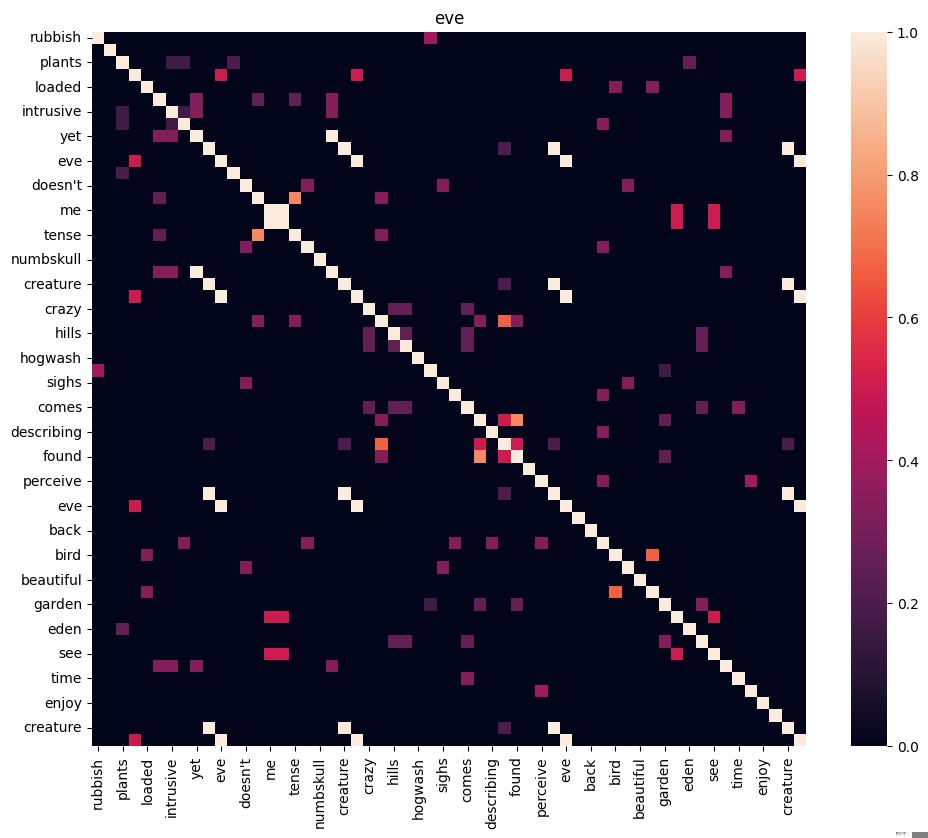 eve
rubbish
plants
loaded
intrusive
yet
eve
doesn't
me
tense
numbskull
creature
crazy
hills
hogwash
sighs
comes
describing
found
perceive
eve
back
bird
beautiful
garden
eden
see
time
enjoy
creature
rubbish
plants
loaded
intrusive
yet
eve
doesn't
me
tense
numbskull
creature
crazy
hills
hogwash
sighs
comes
describing
found
perceive
eve
back
bird
beautiful
garden
eden
see
time
enjoy
creature
1.0
0.8
0.6
0.4
0.2
0.0